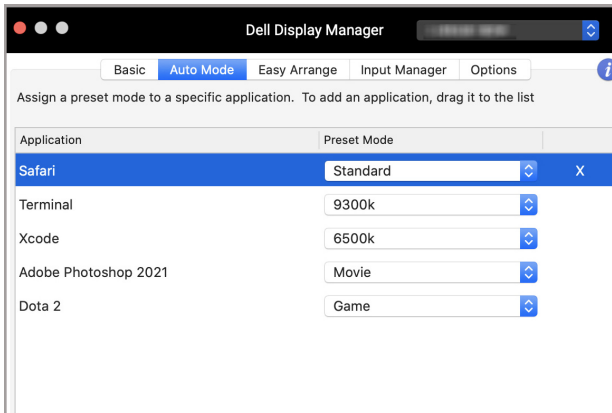 Dell Display Manager
Basic Auto Mode Easy Arrange Input Manager Options i
Assign a preset mode to a specific application. To add an application, drag it to the list
Application Preset Mode
Safari Standard X
Terminal 9300k
Xcode 6500k
Adobe Photoshop 2021 Movie
Dota 2 Game